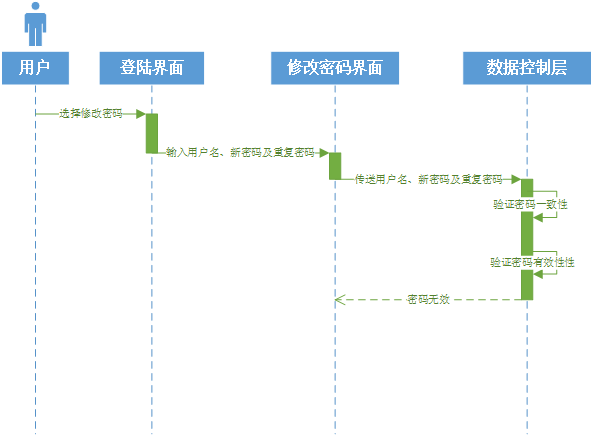 用户
登陆界面
修改密码界面
数据控制层
选择修改密码
输入用户名、新密码及重复密码
传送用户名、新密码及重复密码
验证密码一致性
验证密码有效性性
密码无效